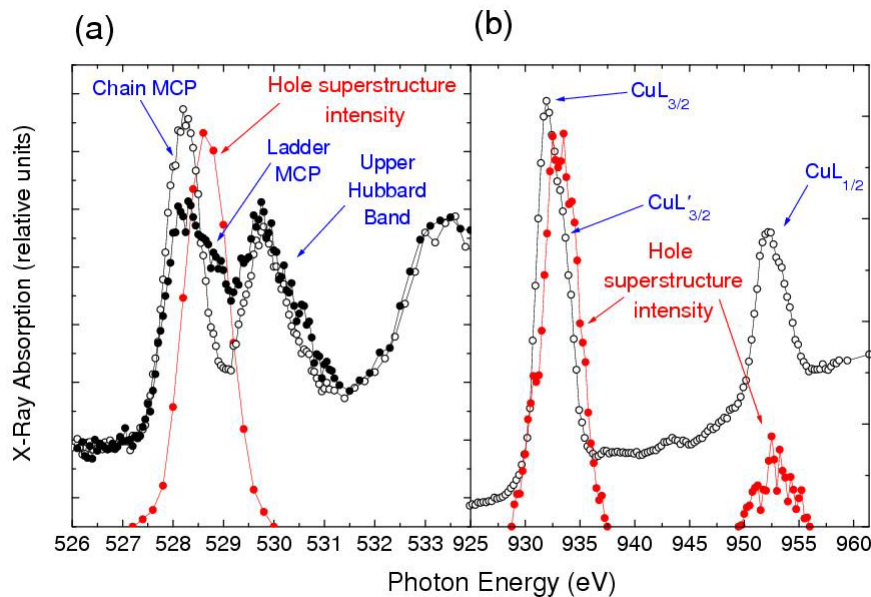 (a)
(b)
Chain MCP
Hole superstructure
intensity
Ladder
MCP
Upper
Hubbard
Band
CuL3/2
CuL′3/2
CuL1/2
Hole
superstructure
intensity
X-Ray Absorption (relative units)
526 527 528 529 530 531 532 533 925 930 935 940 945 950 955 960
Photon Energy (eV)